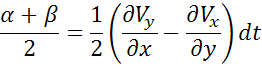 (α + β)/2 = 1/2 (∂V_y/∂x − ∂V_x/∂y) dt